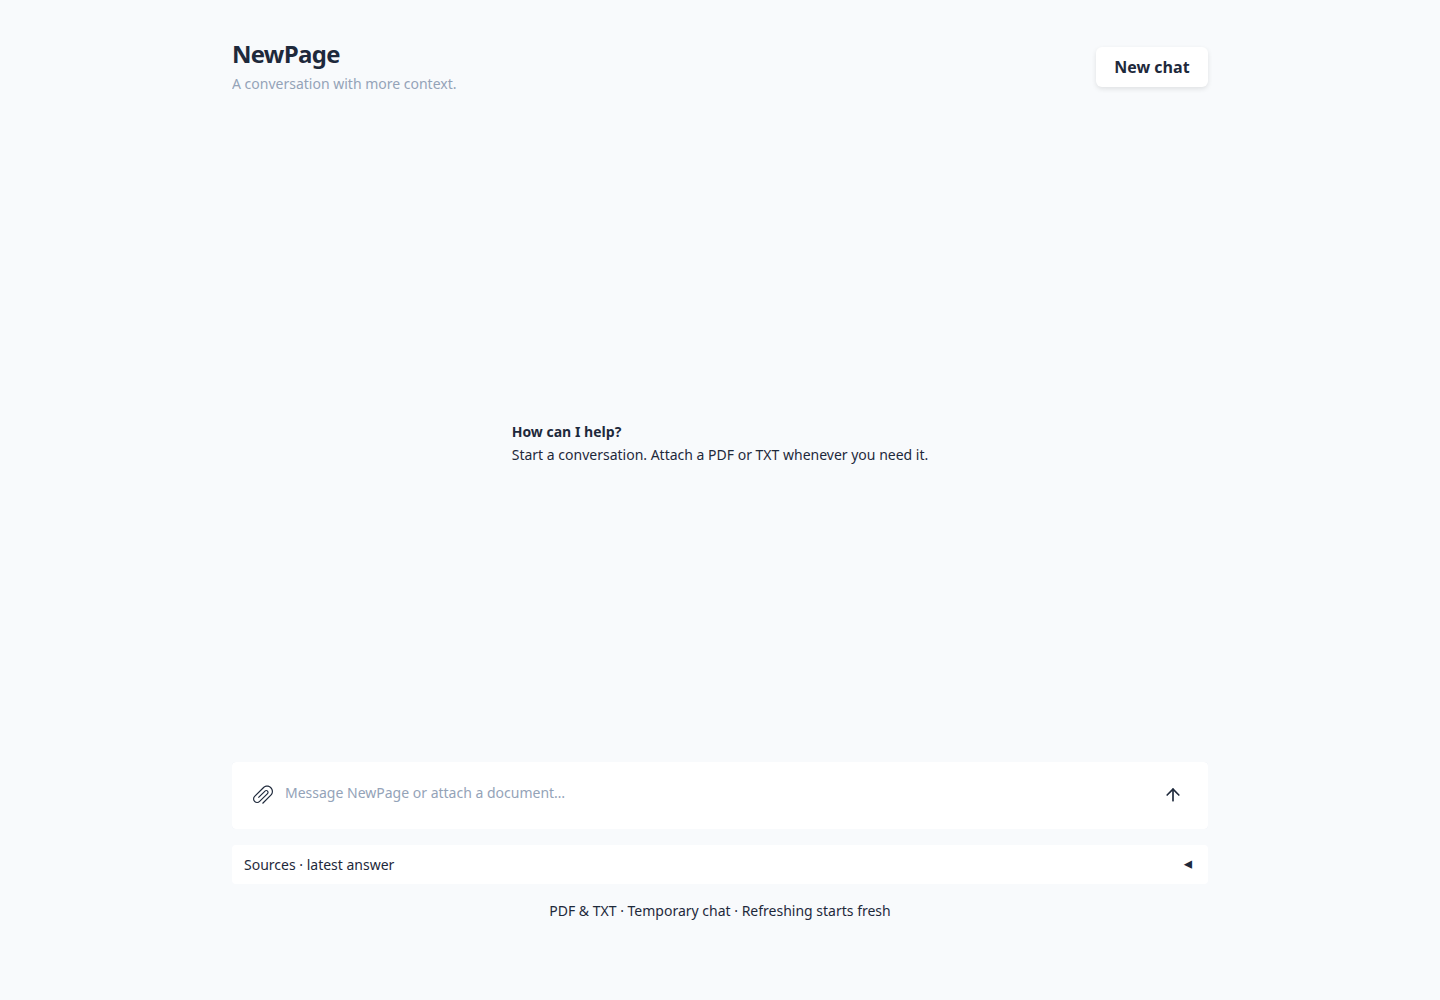 NewPage
A conversation with more context.
New chat
How can I help?
Start a conversation. Attach a PDF or TXT whenever you need it.
Message NewPage or attach a document...
Sources · latest answer
PDF & TXT · Temporary chat · Refreshing starts fresh